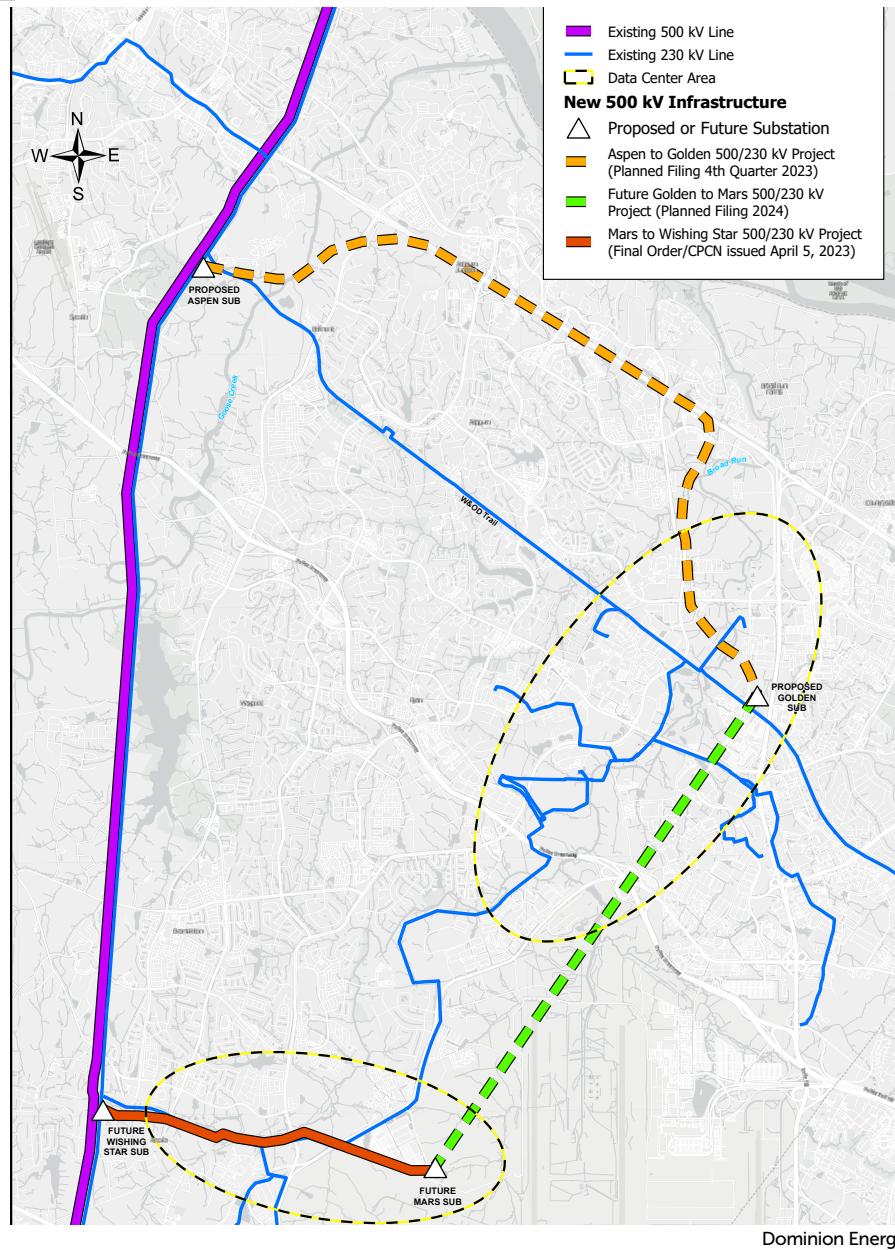 Existing 500 kV Line
Existing 230 kV Line
Data Center Area
New 500 kV Infrastructure
Proposed or Future Substation
Aspen to Golden 500/230 kV Project
(Planned Filing 4th Quarter 2023)
Future Golden to Mars 500/230 kV
Project (Planned Filing 2024)
Mars to Wishing Star 500/230 kV Project
(Final Order/CPCN issued April 5, 2023)
N
W
E
S
PROPOSED
ASPEN SUB
Goose Creek
Broad Run
W&OD Trail
PROPOSED
GOLDEN
SUB
FUTURE
WISHING
STAR SUB
FUTURE
MARS SUB
Dominion Energ